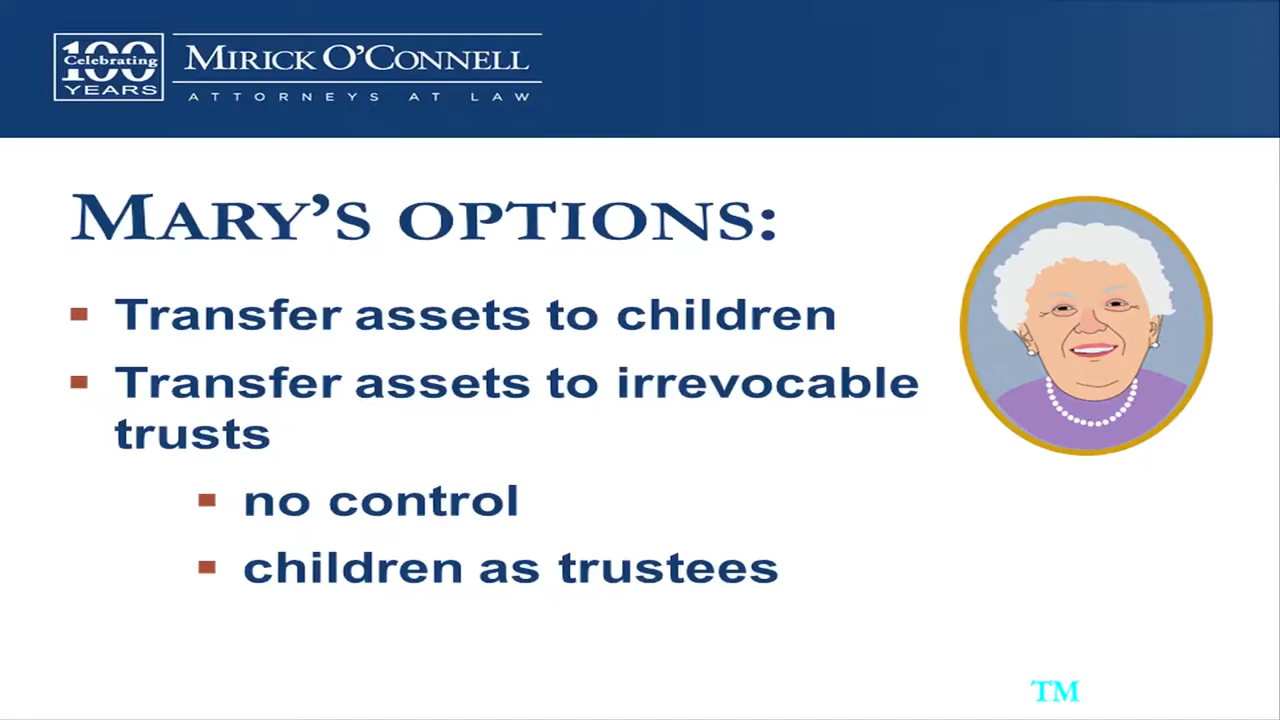 100
Celebrating
YEARS
MIRICK O'CONNELL
ATTORNEYS AT LAW
MARY'S OPTIONS:
▪ Transfer assets to children
▪ Transfer assets to irrevocable
trusts
▪ no control
▪ children as trustees
TM